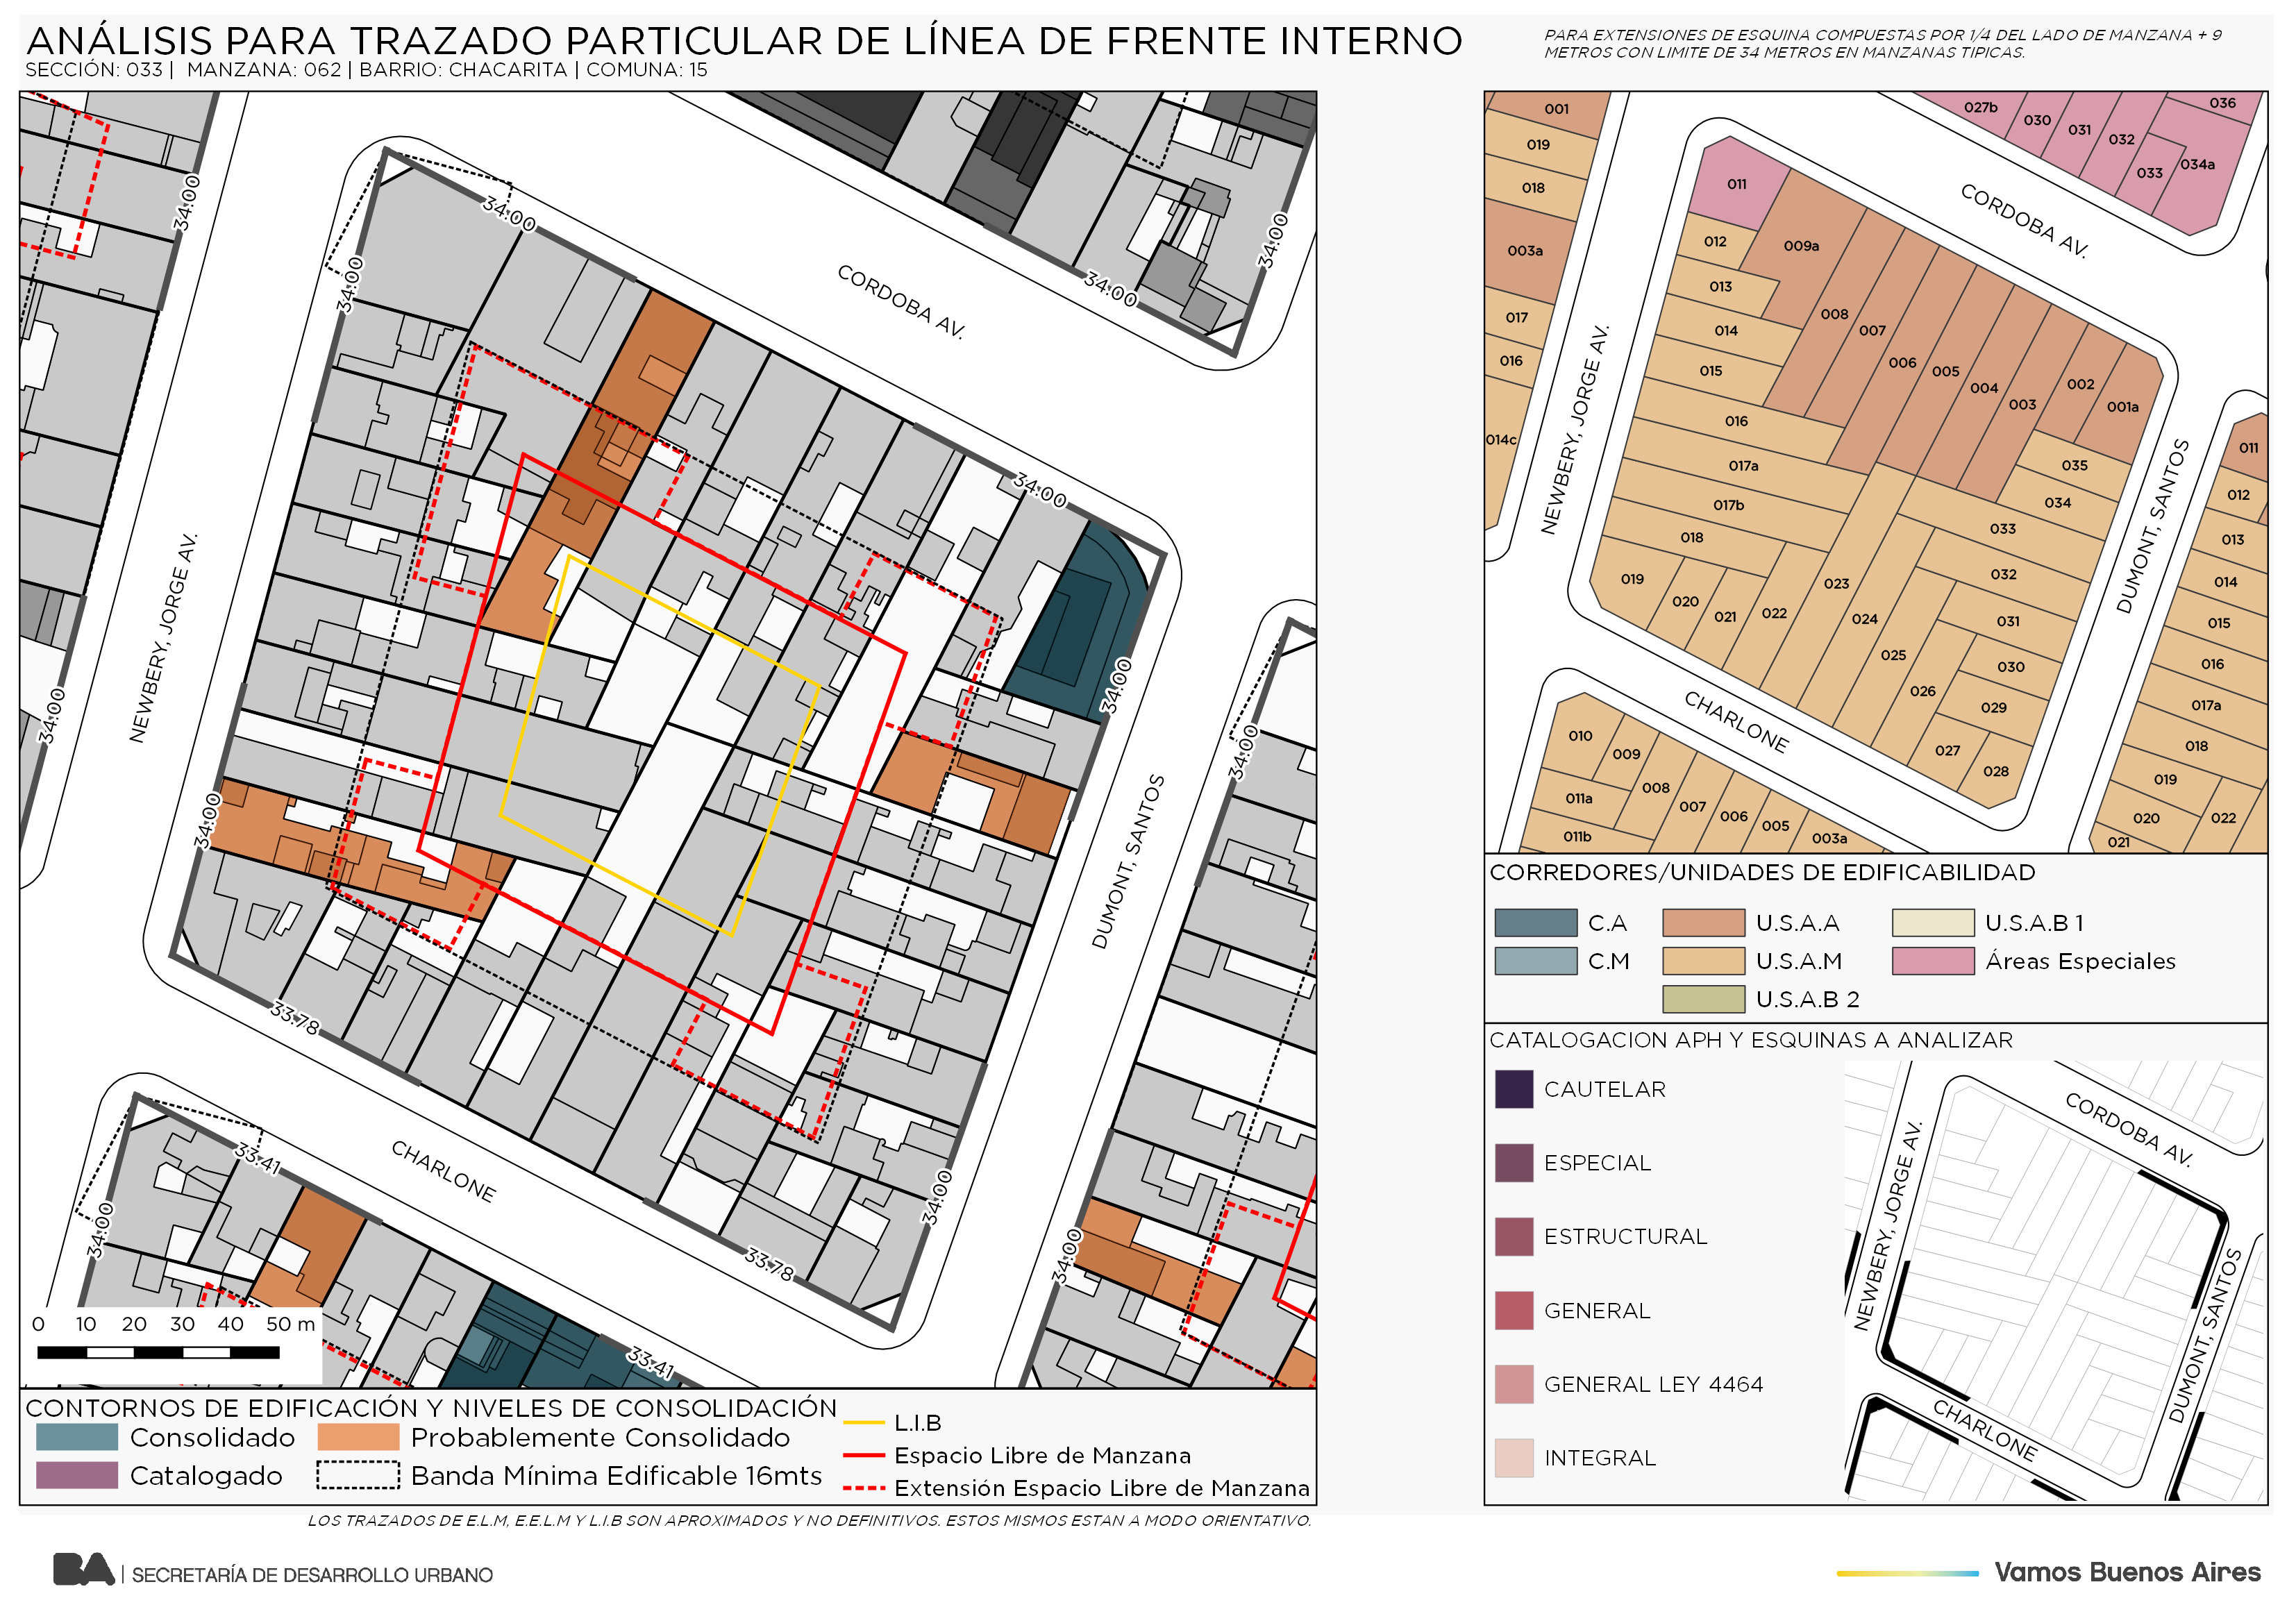 ANÁLISIS PARA TRAZADO PARTICULAR DE LÍNEA DE FRENTE INTERNO
SECCIÓN: 033 | MANZANA: 062 | BARRIO: CHACARITA | COMUNA: 15
PARA EXTENSIONES DE ESQUINA COMPUESTAS POR 1/4 DEL LADO DE MANZANA + 9
METROS CON LIMITE DE 34 METROS EN MANZANAS TIPICAS.
34:00
34:00
34:00
34:00
34:00
CORDOBA AV.
34:00
34:00
34:00
34:00
NEWBERY, JORGE AV.
34:00
34:00
DUMONT, SANTOS
33.78
33.78
34:00
34:00
33.41
34:00
33.41
CHARLONE
0 10 20 30 40 50 m
CONTORNOS DE EDIFICACIÓN Y NIVELES DE CONSOLIDACIÓN
Consolidado
Probablemente Consolidado
Catalogado
Banda Mínima Edificable 16mts
L.I.B
Espacio Libre de Manzana
Extensión Espacio Libre de Manzana
LOS TRAZADOS DE E.L.M, E.E.L.M Y L.I.B SON APROXIMADOS Y NO DEFINITIVOS. ESTOS MISMOS ESTAN A MODO ORIENTATIVO.
001
019
018
003a
017
016
014c
027b
030
031
032
033
034a
036
CORDOBA AV.
011
012
013
014
015
016
017a
017b
018
019
020
021
022
023
024
025
026
027
028
029
030
031
032
033
034
035
009a
008
007
006
005
004
003
002
001a
NEWBERY, JORGE AV.
DUMONT, SANTOS
CHARLONE
010
009
011a
011b
008
007
006
005
003a
011
012
013
014
015
016
017a
018
019
020
022
021
CORREDORES/UNIDADES DE EDIFICABILIDAD
C.A
U.S.A.A
U.S.A.B 1
C.M
U.S.A.M
Áreas Especiales
U.S.A.B 2
CATALOGACION APH Y ESQUINAS A ANALIZAR
CAUTELAR
ESPECIAL
ESTRUCTURAL
GENERAL
GENERAL LEY 4464
INTEGRAL
CORDOBA AV.
NEWBERY, JORGE AV.
DUMONT, SANTOS
CHARLONE
BA | SECRETARÍA DE DESARROLLO URBANO
Vamos Buenos Aires